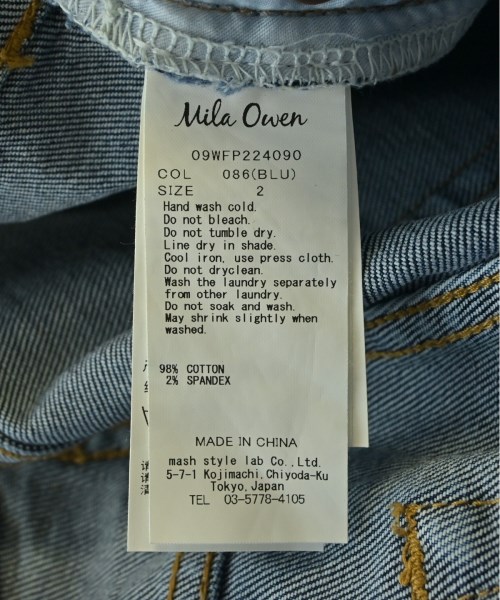 Mila Owen
09WFP224090
COL 086(BLU)
SIZE 2
Hand wash cold.
Do not bleach.
Do not tumble dry.
Line dry in shade.
Cool iron, use press cloth.
Do not dryclean.
Wash the laundry separately
from other laundry.
Do not soak and wash.
May shrink slightly when
washed.
98% COTTON
2% SPANDEX
MADE IN CHINA
mash style lab Co.,Ltd.
5-7-1 Kojimachi,Chiyoda-Ku
Tokyo,Japan
TEL 03-5778-4105